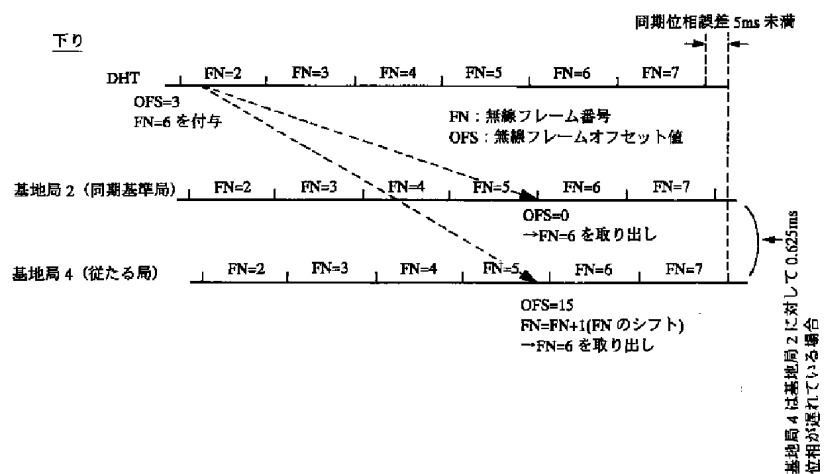 同期位相誤差 5ms 未満
下り
DHT
FN=2 FN=3 FN=4 FN=5 FN=6 FN=7
OFS=3
FN=6 を付与
FN：無線フレーム番号
OFS：無線フレームオフセット値
基地局 2（同期基準局）
FN=2 FN=3 FN=4 FN=5 FN=6 FN=7
OFS=0
→FN=6 を取り出し
基地局 4（従たる局）
FN=2 FN=3 FN=4 FN=5 FN=6 FN=7
OFS=15
FN=FN+1(FN のシフト)
→FN=6 を取り出し
基地局 4 は基地局 2 に対して 0.625ms
位相が遅れている場合